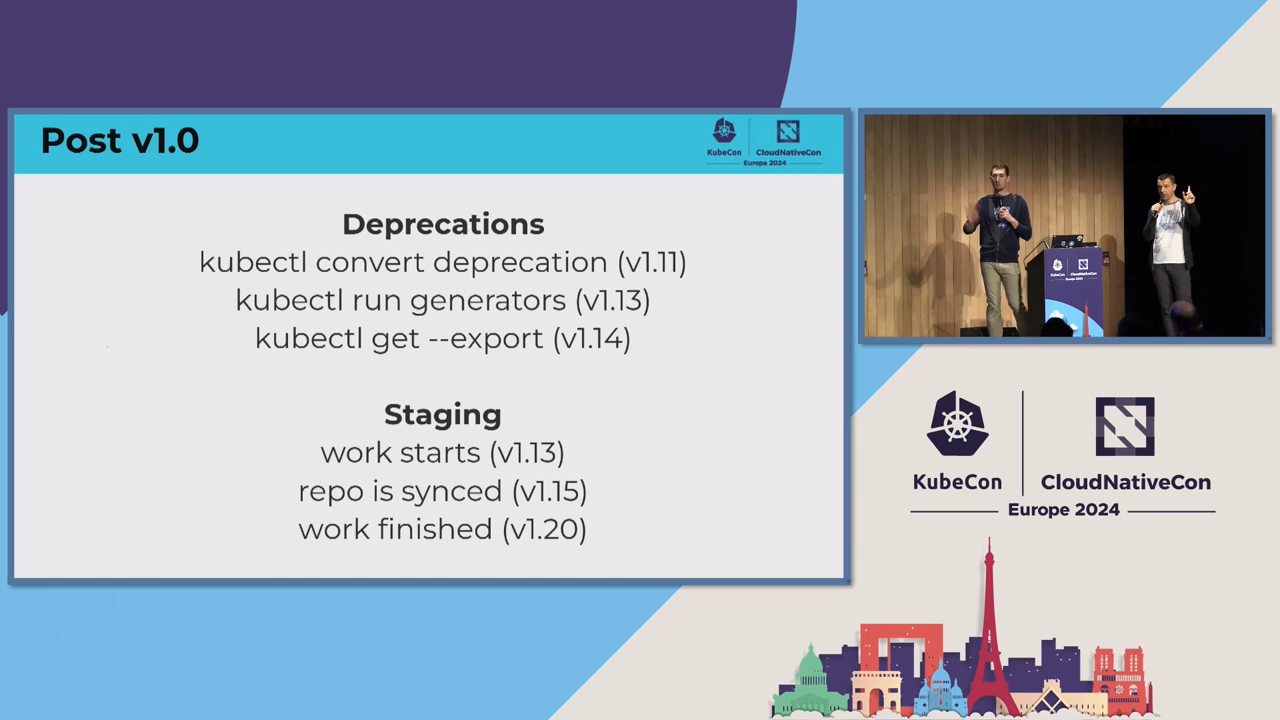 Post v1.0
KubeCon
CloudNativeCon
Europe 2024
Deprecations
kubectl convert deprecation (v1.11)
kubectl run generators (v1.13)
kubectl get --export (v1.14)
Staging
work starts (v1.13)
repo is synced (v1.15)
work finished (v1.20)
KubeCon
CloudNativeCon
Europe 2024